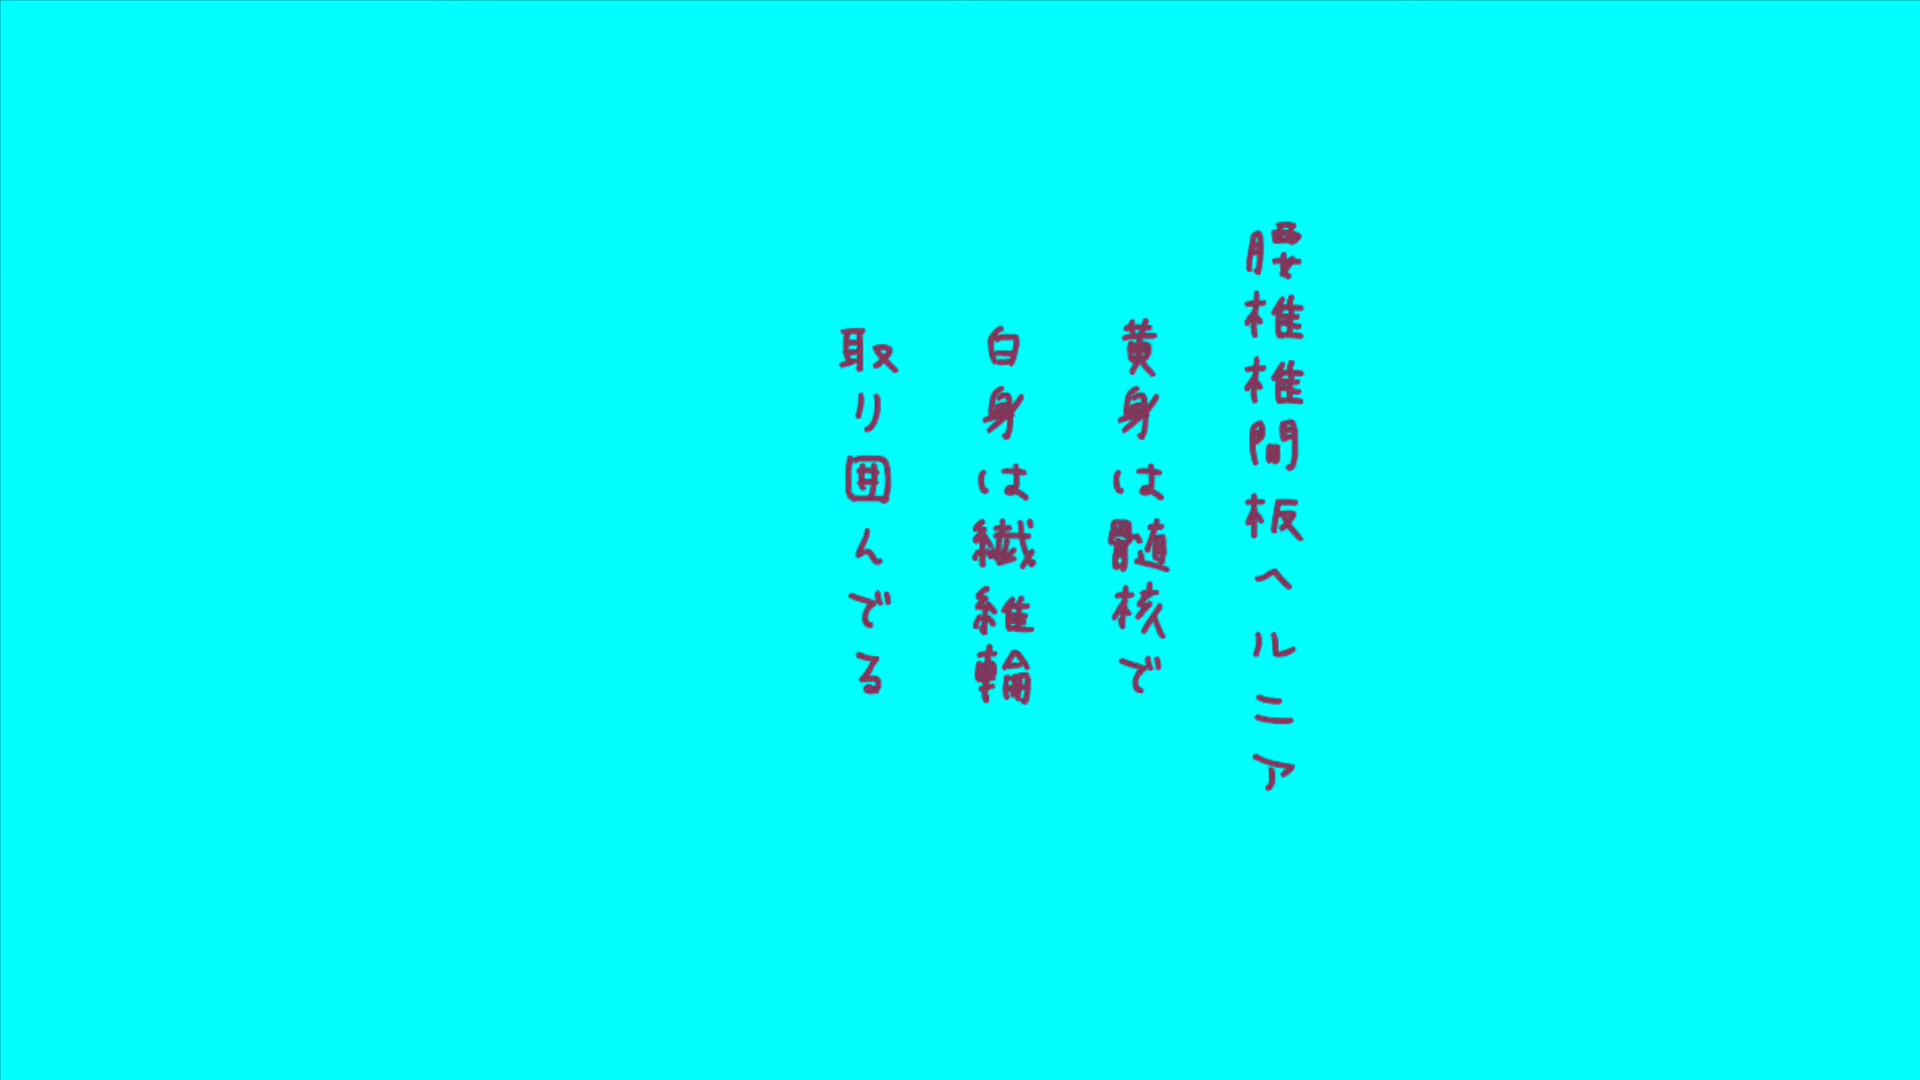 腰椎椎間板ヘルニア
黄身は髄核で
白身は繊維輪
取り囲んでる